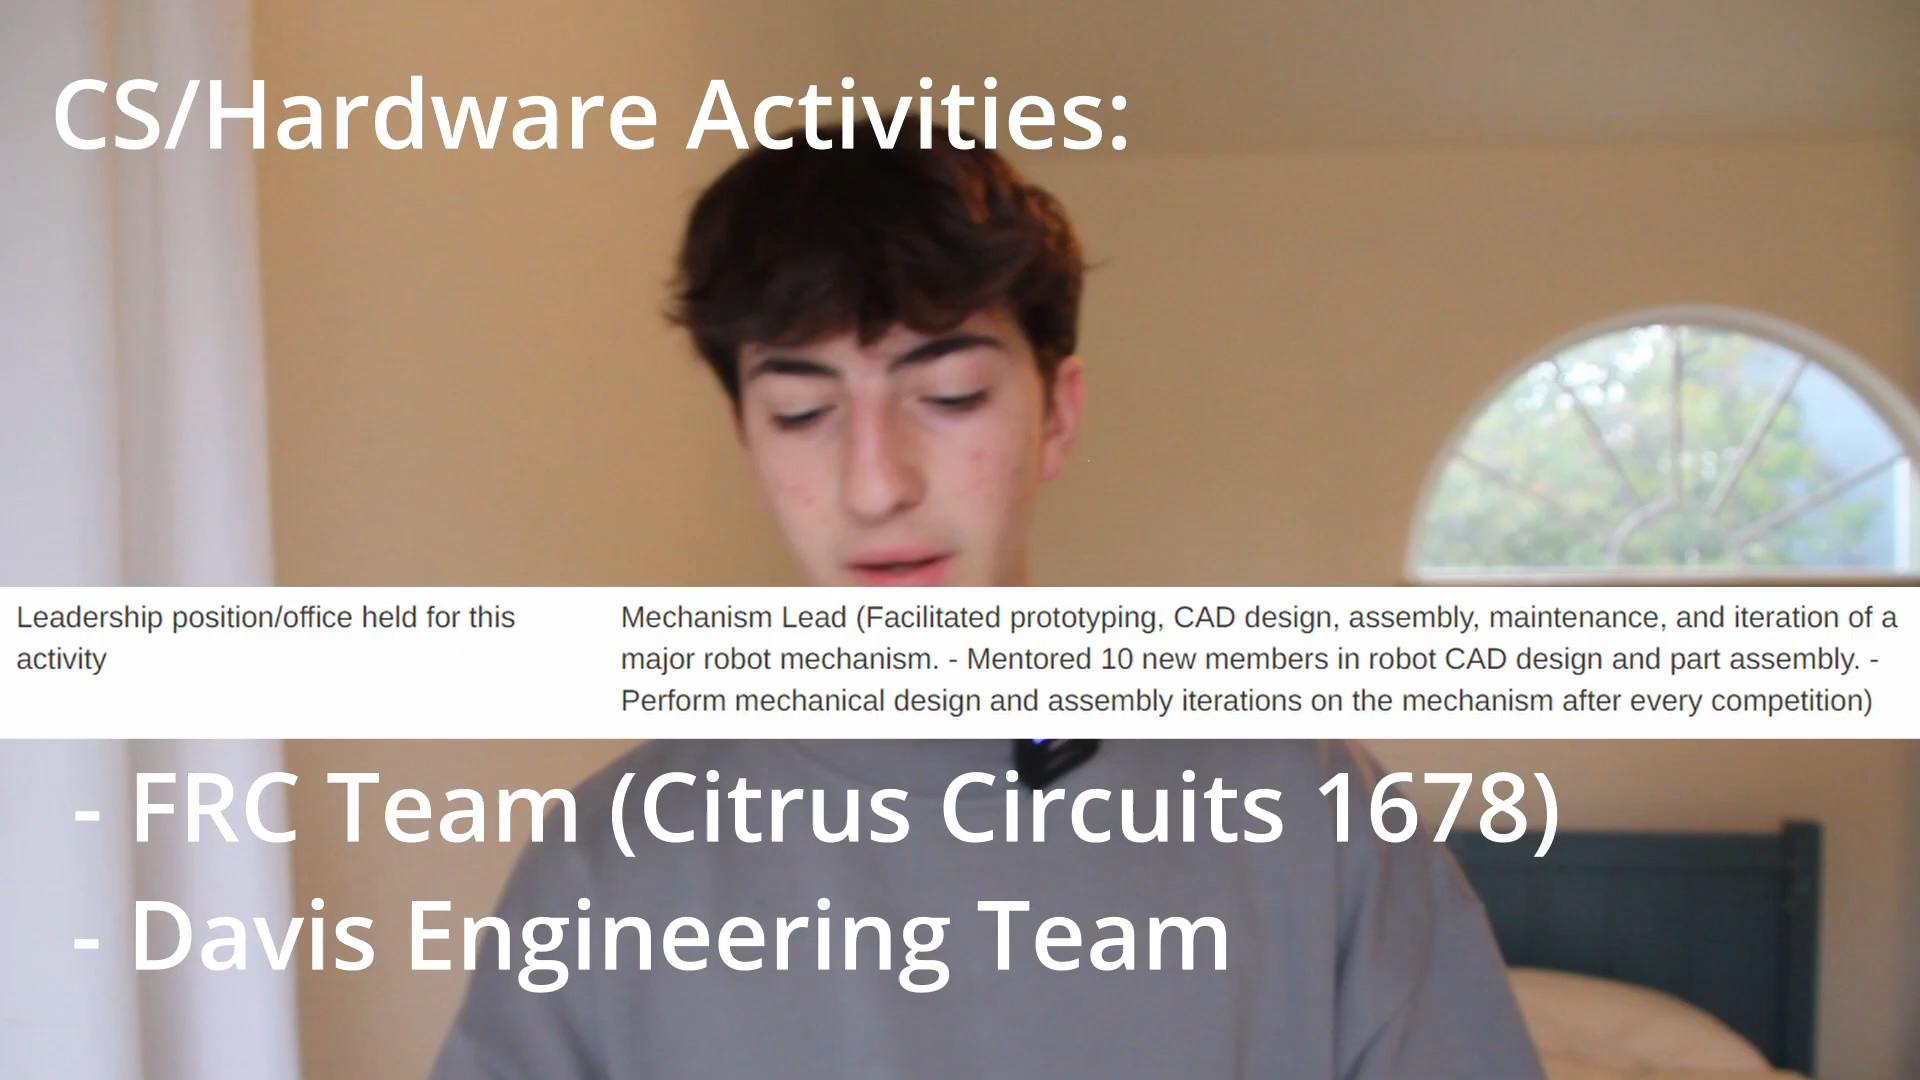 CS/Hardware Activities:
Leadership position/office held for this
activity
Mechanism Lead (Facilitated prototyping, CAD design, assembly, maintenance, and iteration of a
major robot mechanism. - Mentored 10 new members in robot CAD design and part assembly. -
Perform mechanical design and assembly iterations on the mechanism after every competition)
- FRC Team (Citrus Circuits 1678)
- Davis Engineering Team